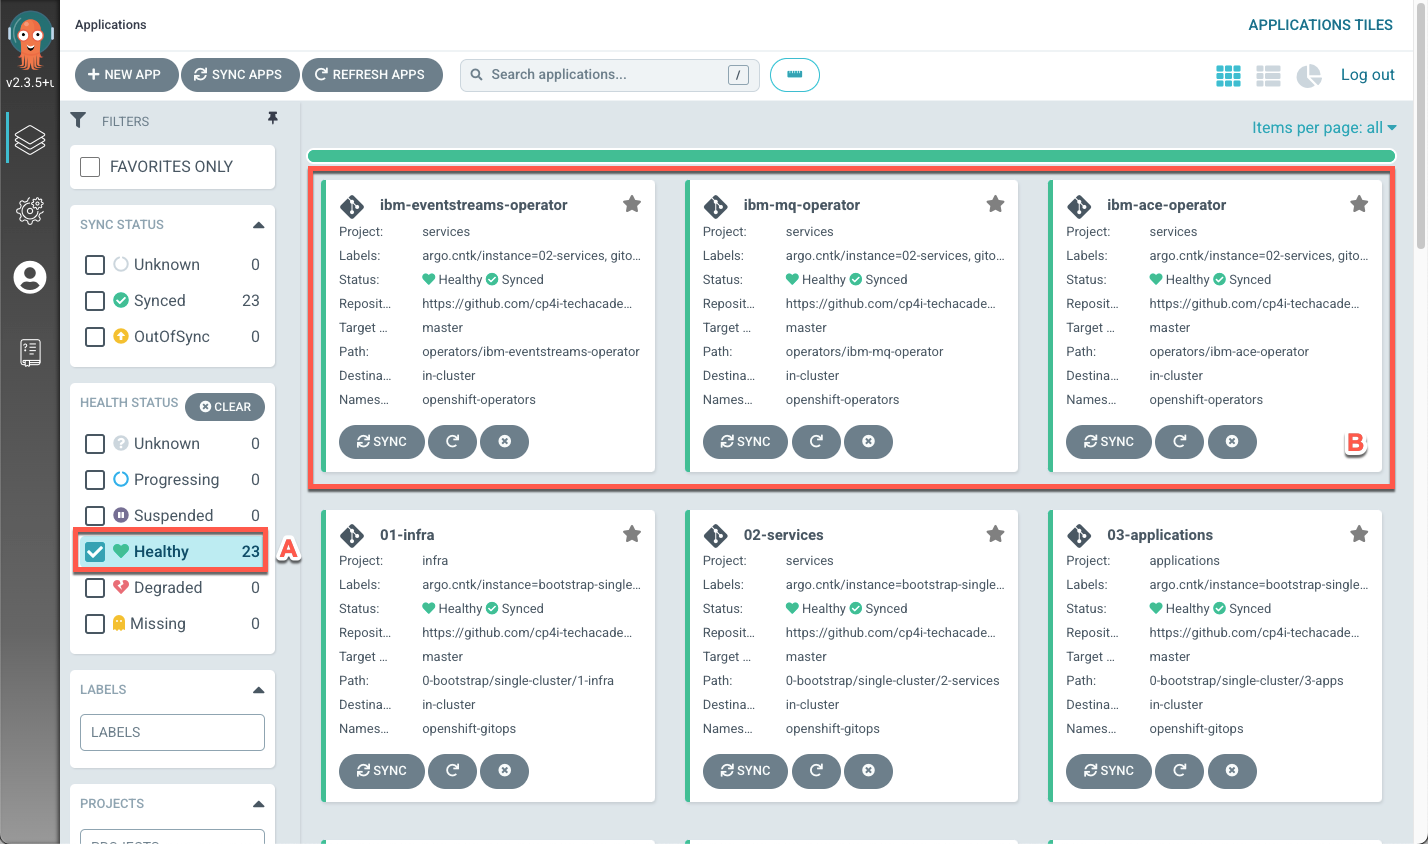 Applications
APPLICATIONS TILES
v2.3.5+u
NEW APP
SYNC APPS
REFRESH APPS
Search applications...
/
Log out
FILTERS
Items per page: all
FAVORITES ONLY
SYNC STATUS
Unknown 0
Synced 23
OutOfSync 0
HEALTH STATUS
CLEAR
Unknown 0
Progressing 0
Suspended 0
Healthy 23
A
Degraded 0
Missing 0
LABELS
LABELS
PROJECTS
PROJECTS
ibm-eventstreams-operator
Project: services
Labels: argo.cntk/instance=02-services, gito...
Status: Healthy Synced
Reposit... https://github.com/cp4i-techacade...
Target ... master
Path: operators/ibm-eventstreams-operator
Destina... in-cluster
Names... openshift-operators
SYNC
ibm-mq-operator
Project: services
Labels: argo.cntk/instance=02-services, gito...
Status: Healthy Synced
Reposit... https://github.com/cp4i-techacade...
Target ... master
Path: operators/ibm-mq-operator
Destina... in-cluster
Names... openshift-operators
SYNC
ibm-ace-operator
Project: services
Labels: argo.cntk/instance=02-services, gito...
Status: Healthy Synced
Reposit... https://github.com/cp4i-techacade...
Target ... master
Path: operators/ibm-ace-operator
Destina... in-cluster
Names... openshift-operators
SYNC
B
01-infra
Project: infra
Labels: argo.cntk/instance=bootstrap-single...
Status: Healthy Synced
Reposit... https://github.com/cp4i-techacade...
Target ... master
Path: 0-bootstrap/single-cluster/1-infra
Destina... in-cluster
Names... openshift-gitops
SYNC
02-services
Project: services
Labels: argo.cntk/instance=bootstrap-single...
Status: Healthy Synced
Reposit... https://github.com/cp4i-techacade...
Target ... master
Path: 0-bootstrap/single-cluster/2-services
Destina... in-cluster
Names... openshift-gitops
SYNC
03-applications
Project: applications
Labels: argo.cntk/instance=bootstrap-single...
Status: Healthy Synced
Reposit... https://github.com/cp4i-techacade...
Target ... master
Path: 0-bootstrap/single-cluster/3-apps
Destina... in-cluster
Names... openshift-gitops
SYNC